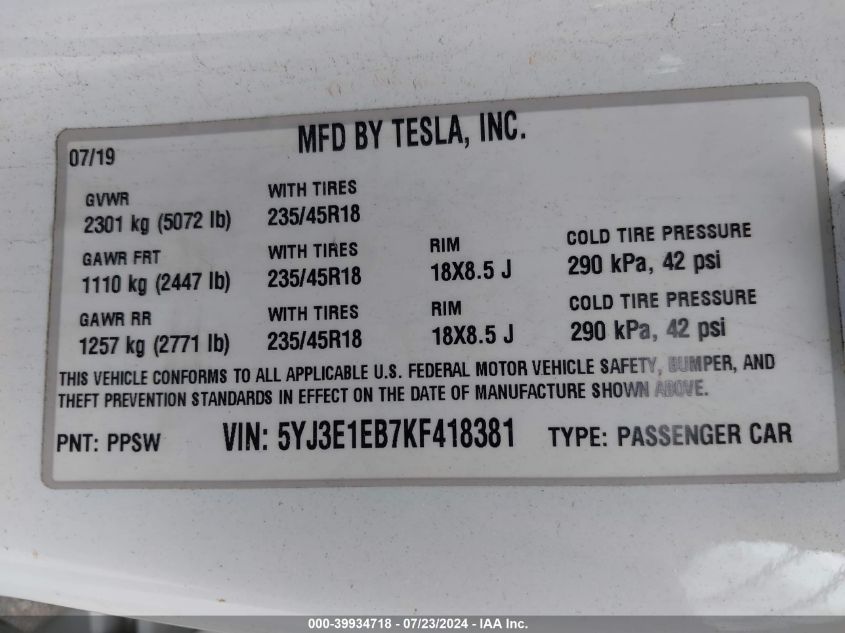 MFD BY TESLA, INC.
07/19
GVWR WITH TIRES
2301 kg (5072 lb) 235/45R18
GAWR FRT WITH TIRES RIM COLD TIRE PRESSURE
1110 kg (2447 lb) 235/45R18 18X8.5 J 290 kPa, 42 psi
GAWR RR WITH TIRES RIM COLD TIRE PRESSURE
1257 kg (2771 lb) 235/45R18 18X8.5 J 290 kPa, 42 psi
THIS VEHICLE CONFORMS TO ALL APPLICABLE U.S. FEDERAL MOTOR VEHICLE SAFETY, BUMPER, AND
THEFT PREVENTION STANDARDS IN EFFECT ON THE DATE OF MANUFACTURE SHOWN ABOVE.
PNT: PPSW VIN: 5YJ3E1EB7KF418381 TYPE: PASSENGER CAR
000-39934718 - 07/23/2024 - IAA Inc.